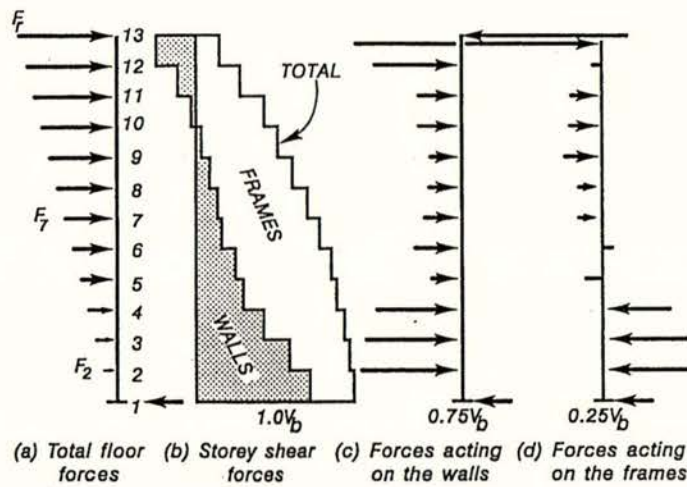 Fr
13
12
11
10
9
8
F7
7
6
5
4
3
F2
2
1
TOTAL
FRAMES
WALLS
1.0Vb
0.75Vb
0.25Vb
(a) Total floor forces
(b) Storey shear forces
(c) Forces acting on the walls
(d) Forces acting on the frames